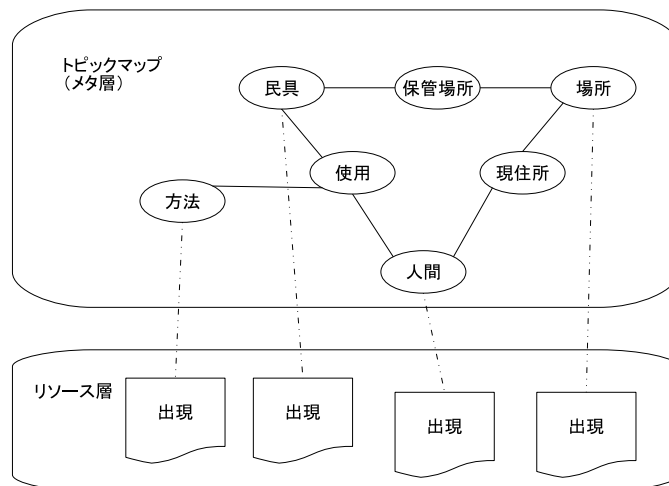 トピックマップ
（メタ層）
民具
保管場所
場所
使用
現住所
方法
人間
リソース層
出現
出現
出現
出現